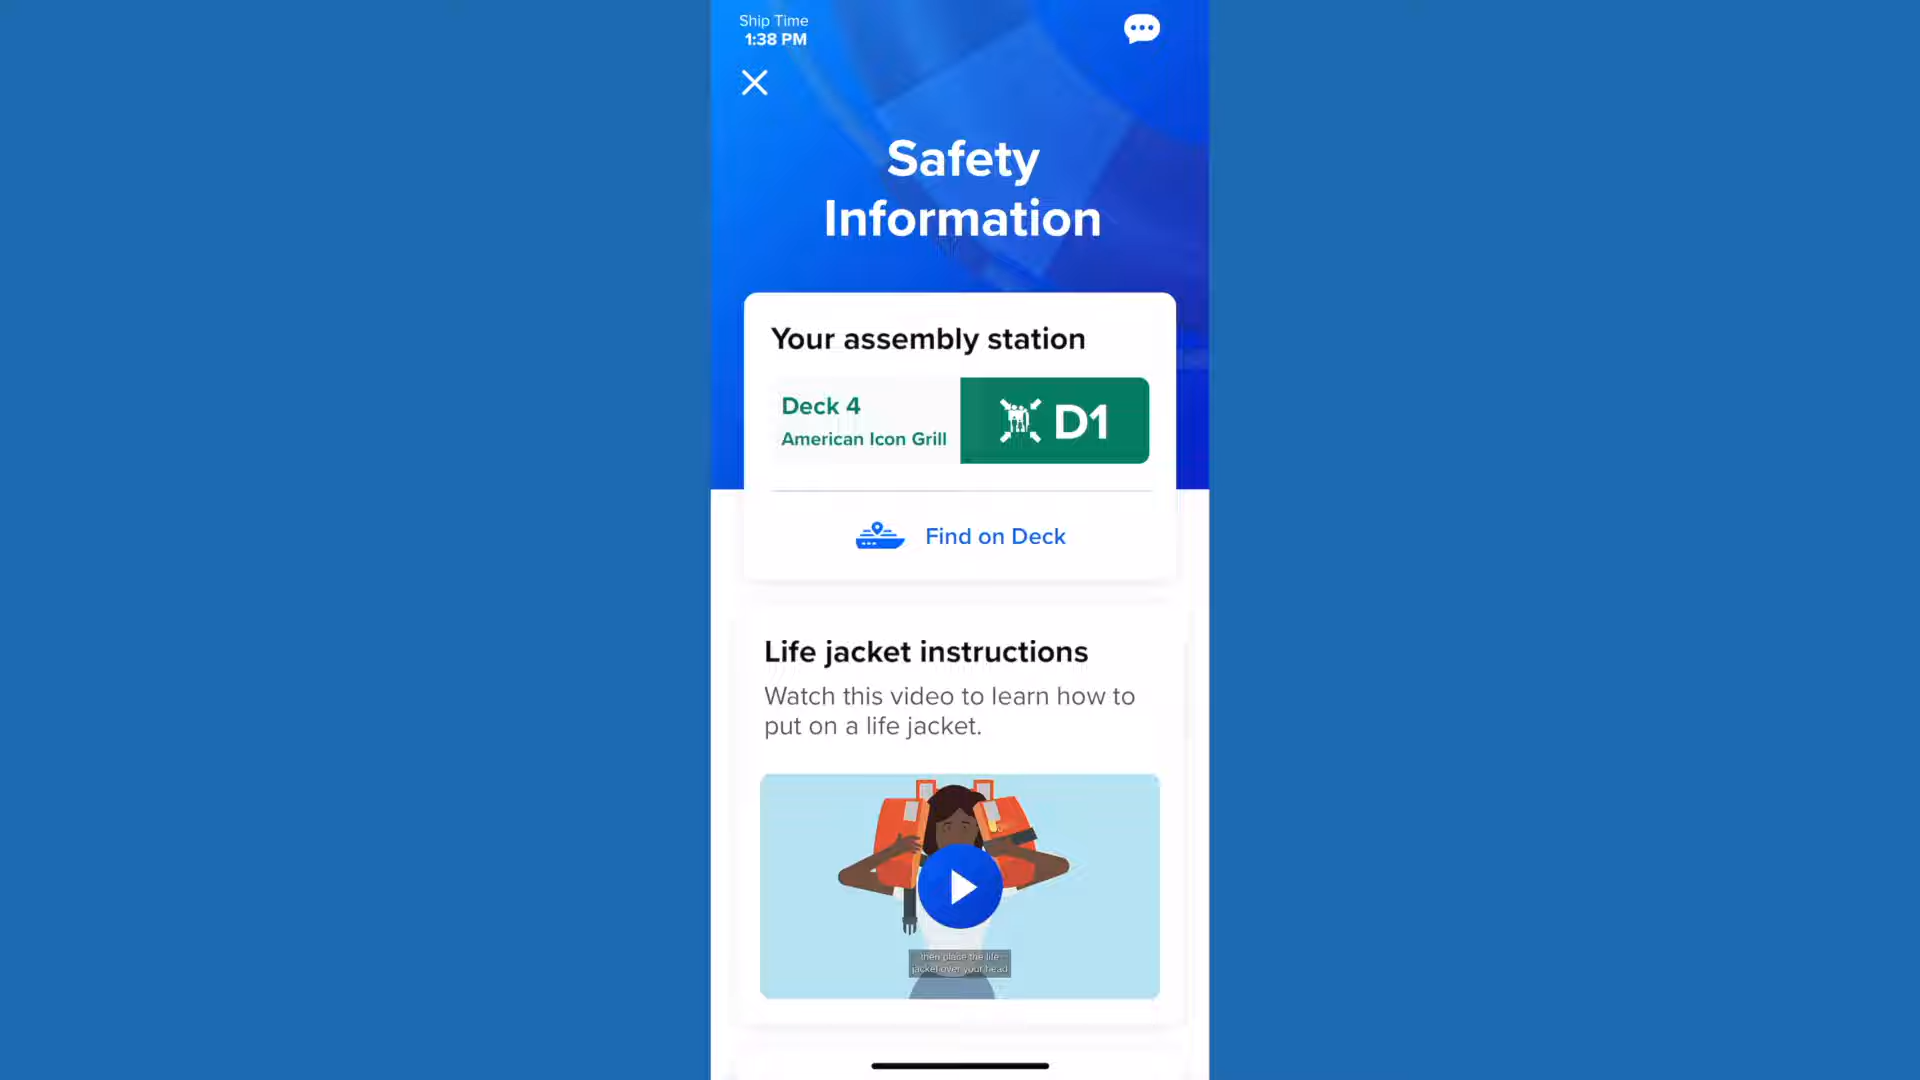 Ship Time
1:38 PM
Safety
Information
Your assembly station
Deck 4
American Icon Grill
D1
Find on Deck
Life jacket instructions
Watch this video to learn how to
put on a life jacket.
then place the life
jacket over your head